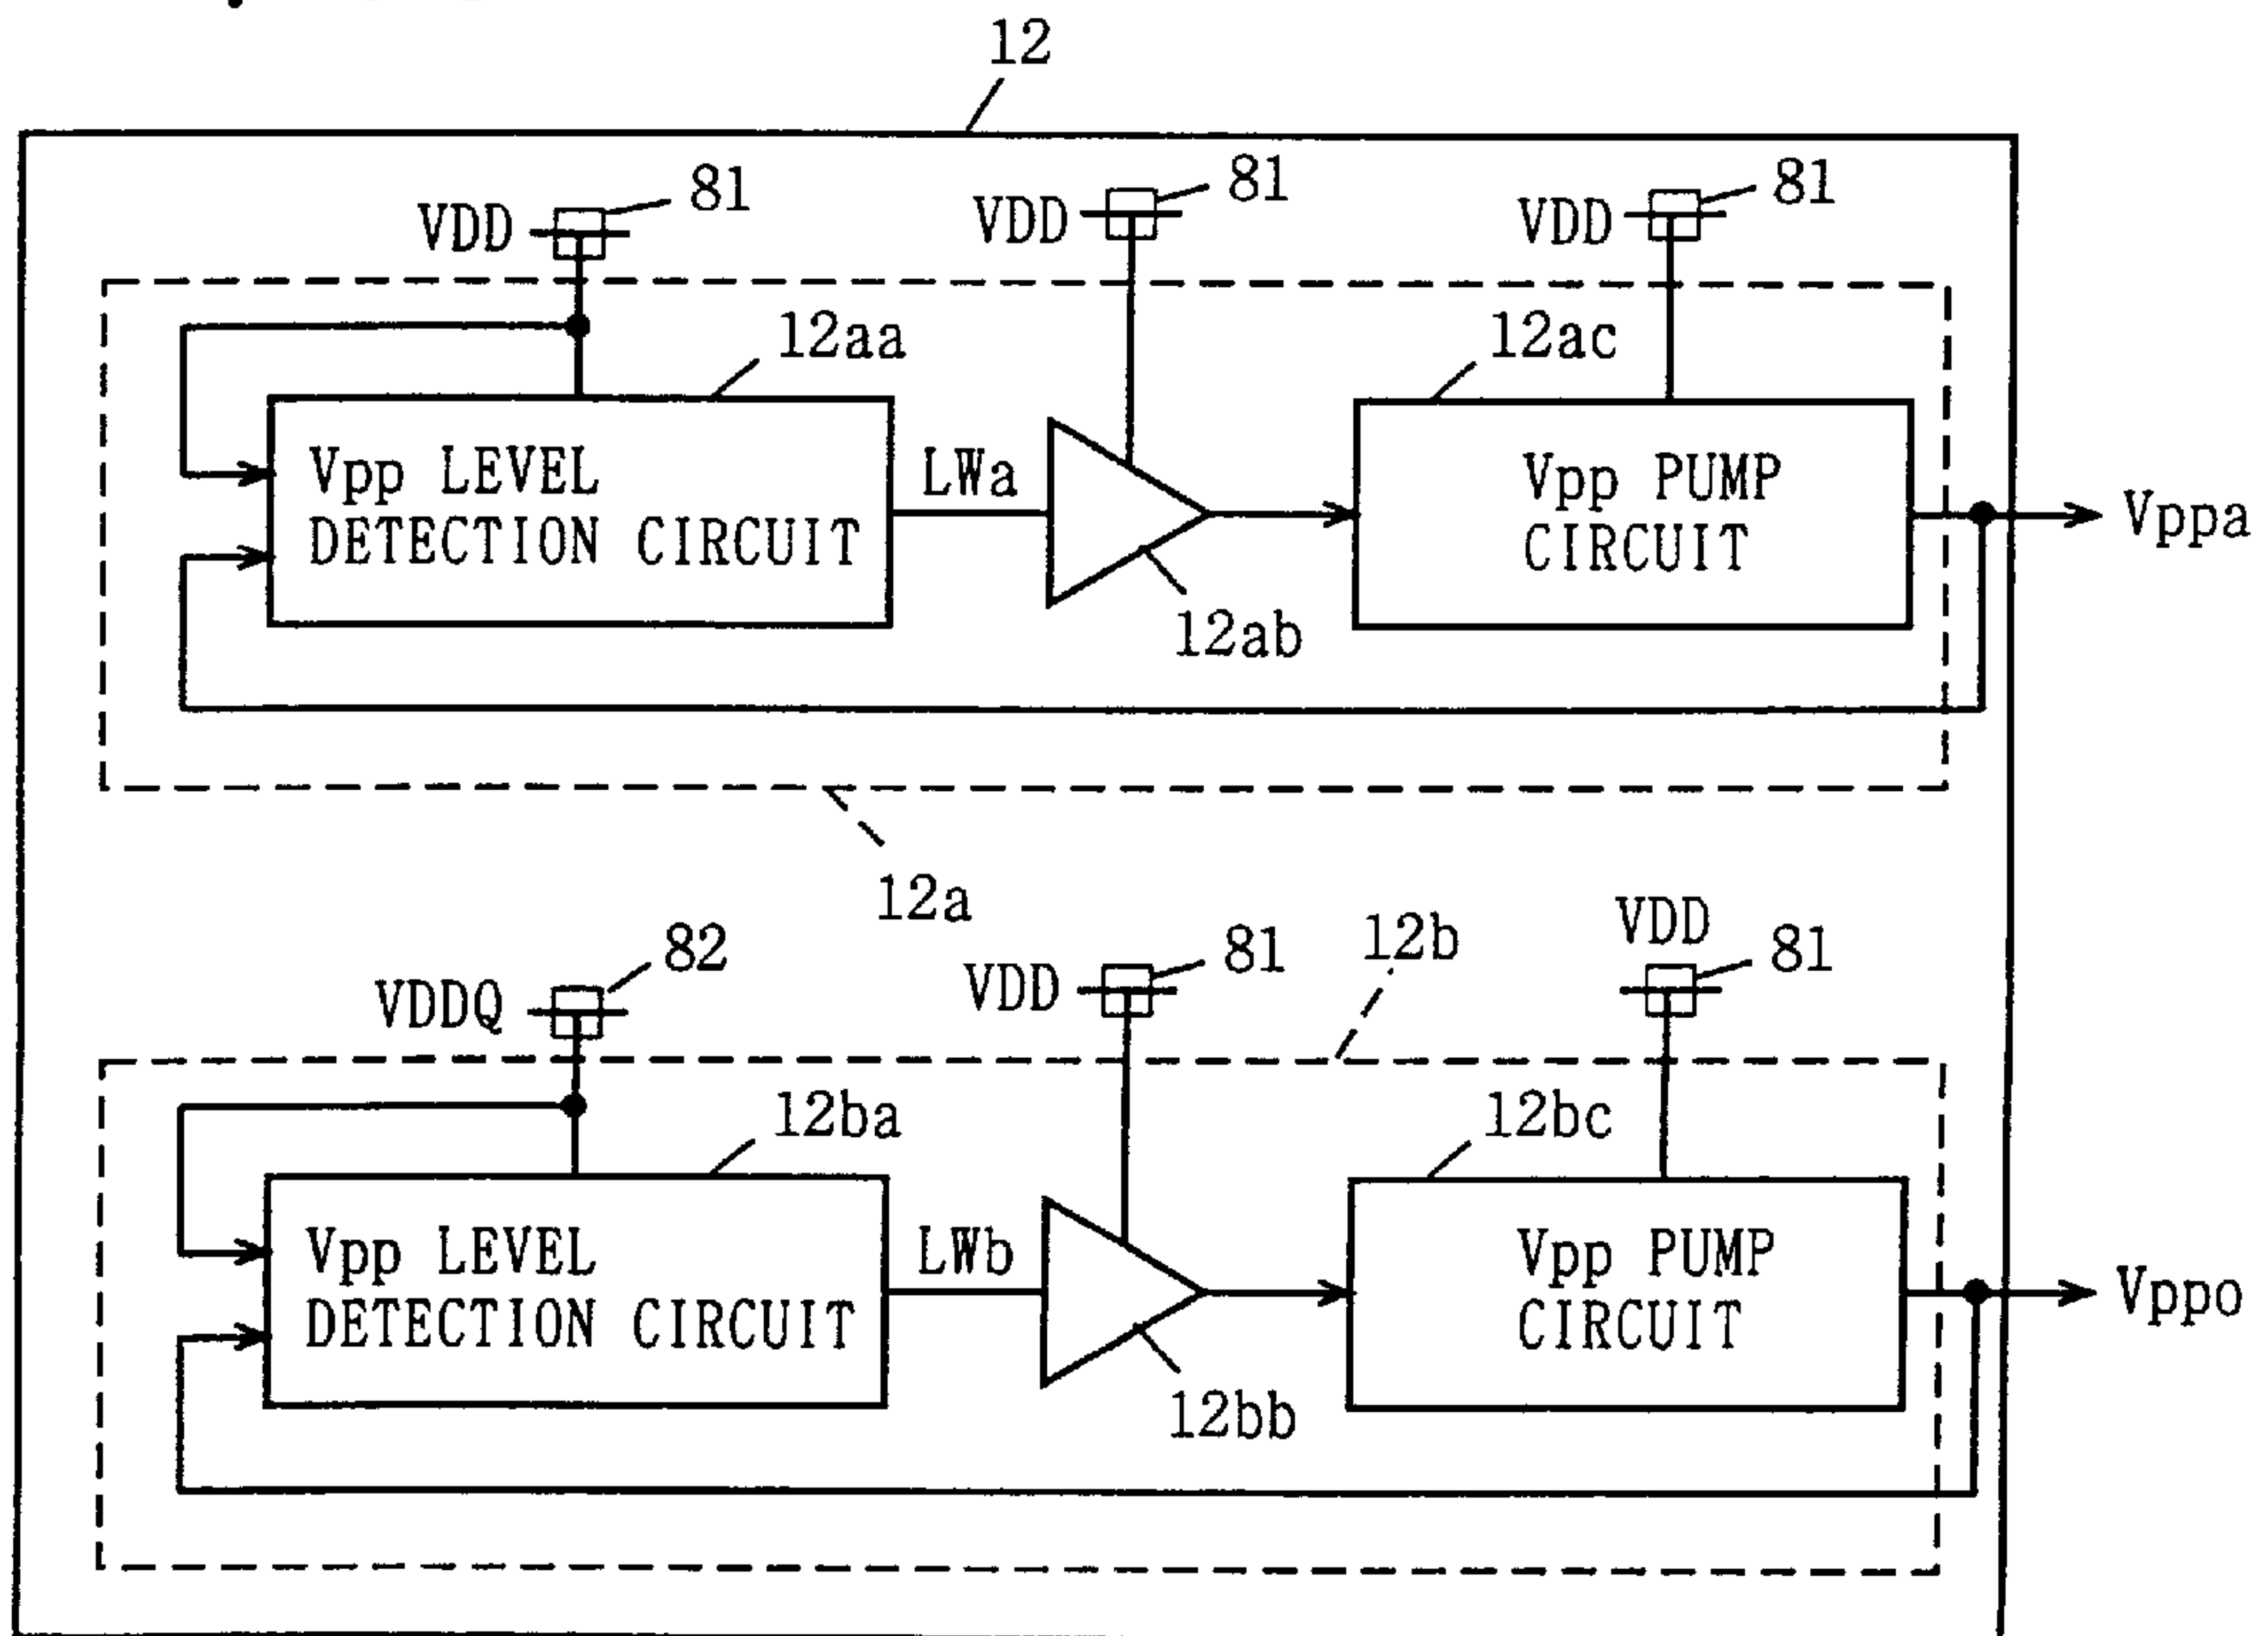 12
VDD 81 VDD 81 VDD 81
12aa 12ac
Vpp LEVEL
DETECTION CIRCUIT
LWa
Vpp PUMP
CIRCUIT
Vppa
12ab
12a
VDDQ 82 VDD 81 12b VDD 81
12ba 12bc
Vpp LEVEL
DETECTION CIRCUIT
LWb
Vpp PUMP
CIRCUIT
Vppo
12bb